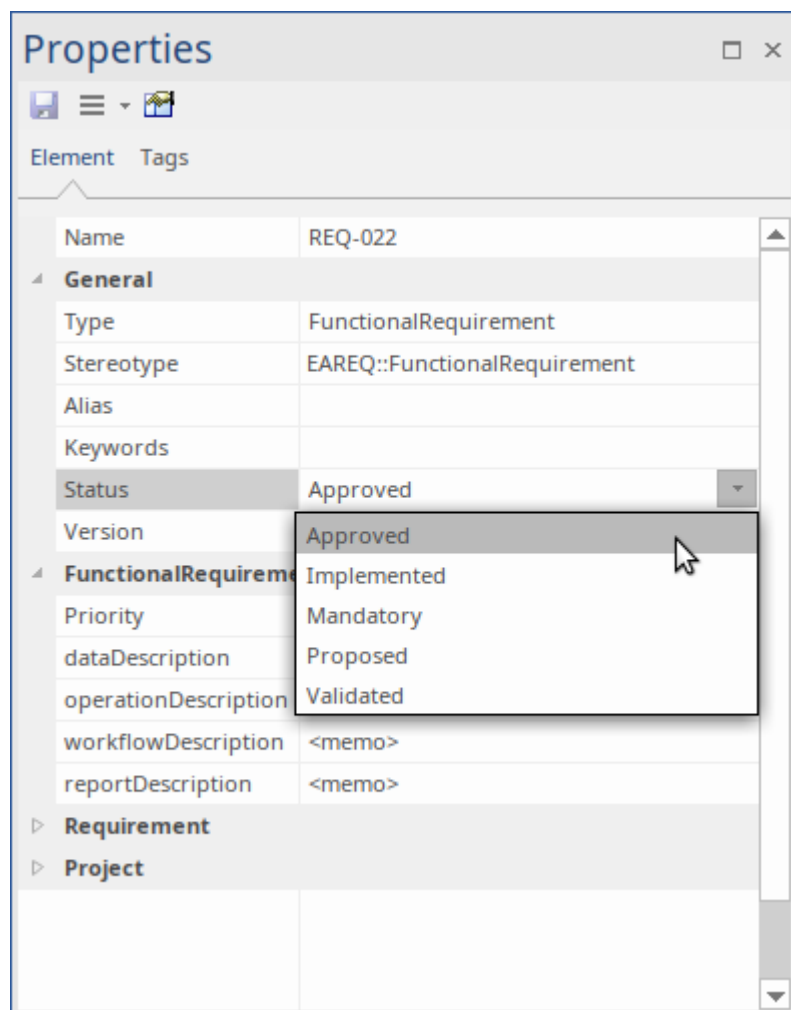 Properties
Element Tags
Name REQ-022
General
Type FunctionalRequirement
Stereotype EAREQ::FunctionalRequirement
Alias
Keywords
Status Approved
Version
Approved
FunctionalRequireme
Implemented
Priority
Mandatory
dataDescription
Proposed
operationDescription
Validated
workflowDescription <memo>
reportDescription <memo>
Requirement
Project